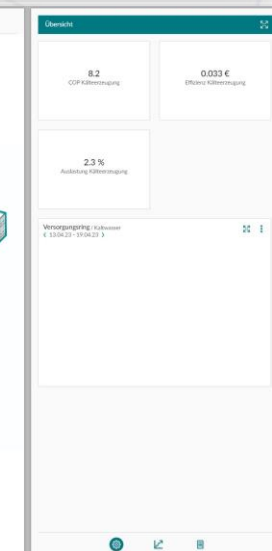 Übersicht
8.2
COP Kälteerzeugung
0.033 €
Effizienz Kälteerzeugung
2.3 %
Auslastung Kälteerzeugung
Versorgungsring : Kaltwasser
< 13.04.23 - 19.04.23 >